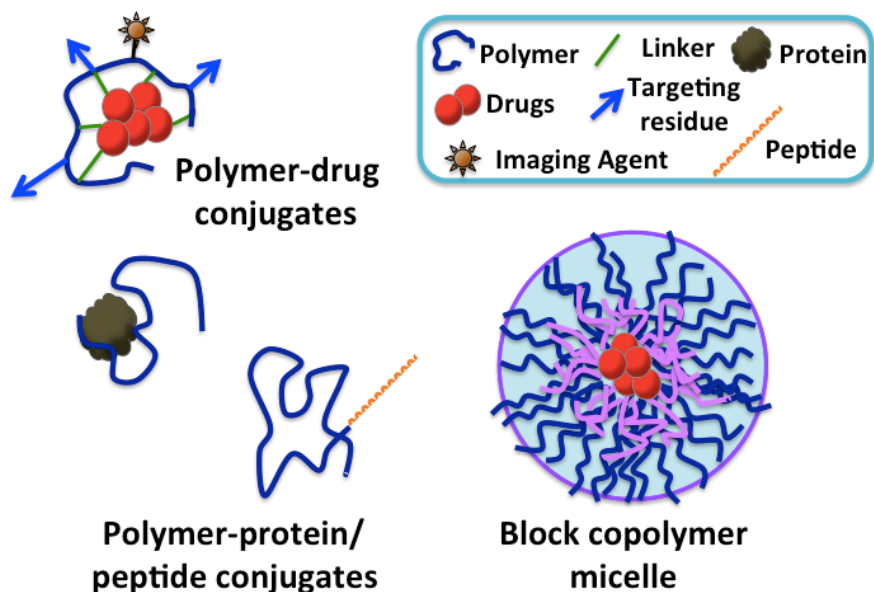 Polymer
Linker
Protein
Drugs
Targeting
residue
Imaging Agent
Peptide
Polymer-drug
conjugates
Polymer-protein/
peptide conjugates
Block copolymer
micelle